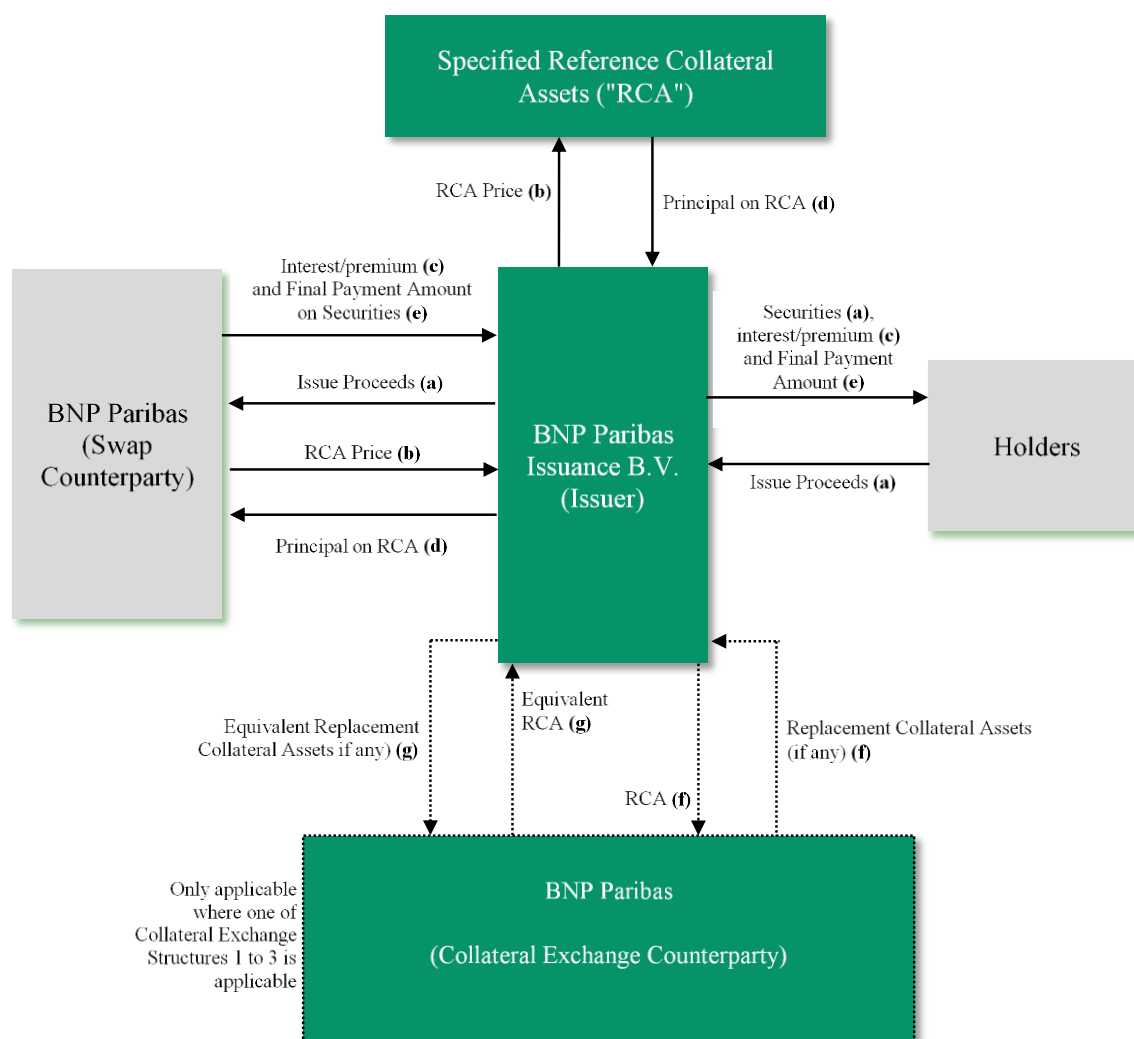 Specified Reference Collateral
Assets ("RCA")
RCA Price (b)
Principal on RCA (d)
Interest/premium (c)
and Final Payment Amount
on Securities (e)
Securities (a),
interest/premium (c)
and Final Payment
Amount (e)
Issue Proceeds (a)
BNP Paribas
(Swap
Counterparty)
RCA Price (b)
BNP Paribas
Issuance B.V.
(Issuer)
Holders
Issue Proceeds (a)
Principal on RCA (d)
Equivalent Replacement
Collateral Assets if any) (g)
Equivalent
RCA (g)
Replacement Collateral Assets
(if any) (f)
RCA (f)
Only applicable
where one of
Collateral Exchange
Structures 1 to 3 is
applicable
BNP Paribas
(Collateral Exchange Counterparty)